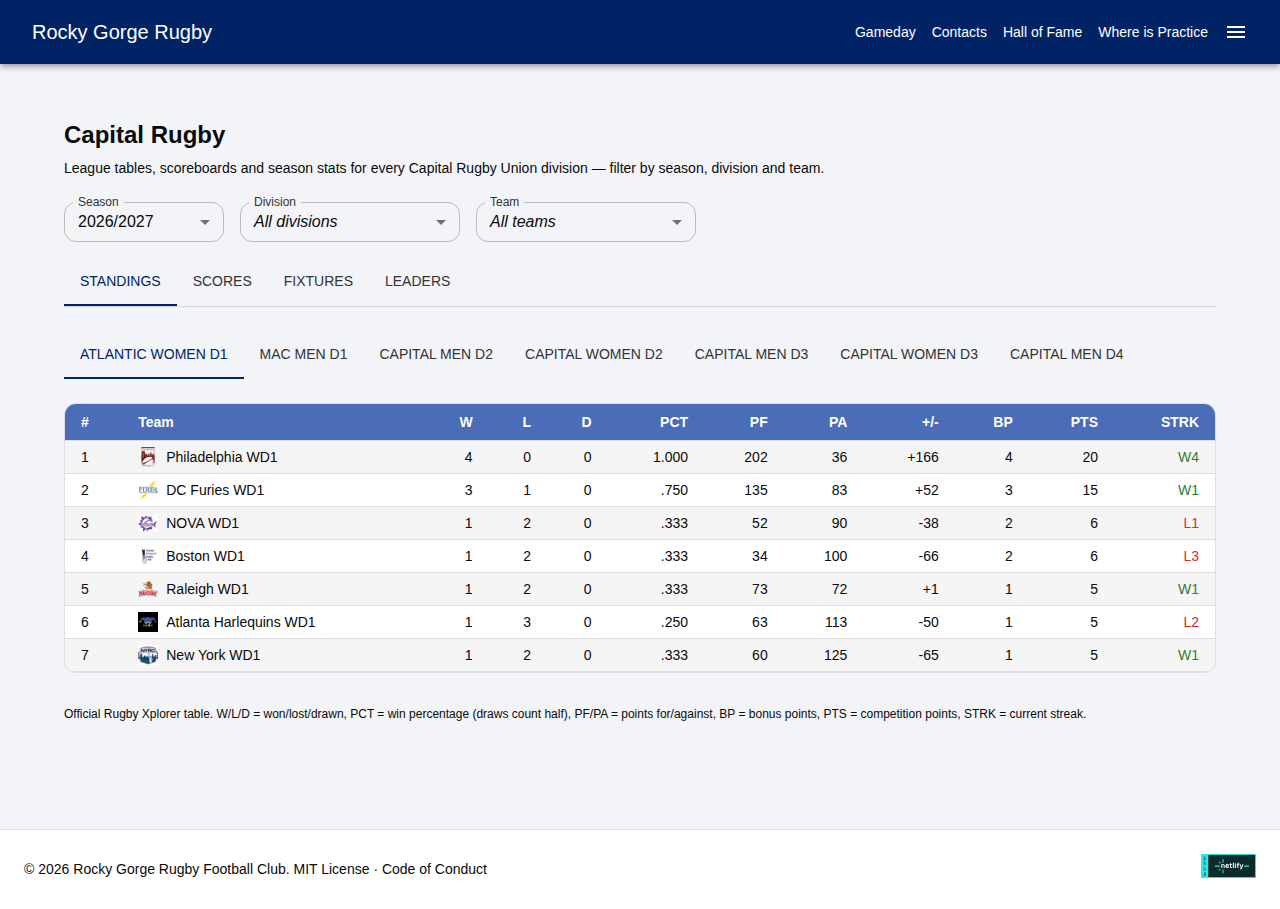 Rocky Gorge Rugby Gameday Contacts Hall of Fame Where is Practice
Capital Rugby
League tables, scoreboards and season stats for every Capital Rugby Union division — filter by season, division and team.
Season Division Team
2026/2027 All divisions All teams
STANDINGS SCORES FIXTURES LEADERS
ATLANTIC WOMEN D1 MAC MEN D1 CAPITAL MEN D2 CAPITAL WOMEN D2 CAPITAL MEN D3 CAPITAL WOMEN D3 CAPITAL MEN D4
# Team W L D PCT PF PA +/- BP PTS STRK
1 Philadelphia WD1 4 0 0 1.000 202 36 +166 4 20 W4
2 DC Furies WD1 3 1 0 .750 135 83 +52 3 15 W1
3 NOVA WD1 1 2 0 .333 52 90 -38 2 6 L1
4 Boston WD1 1 2 0 .333 34 100 -66 2 6 L3
5 Raleigh WD1 1 2 0 .333 73 72 +1 1 5 W1
6 Atlanta Harlequins WD1 1 3 0 .250 63 113 -50 1 5 L2
7 New York WD1 1 2 0 .333 60 125 -65 1 5 W1
Official Rugby Xplorer table. W/L/D = won/lost/drawn, PCT = win percentage (draws count half), PF/PA = points for/against, BP = bonus points, PTS = competition points, STRK = current streak.
© 2026 Rocky Gorge Rugby Football Club. MIT License · Code of Conduct netlify